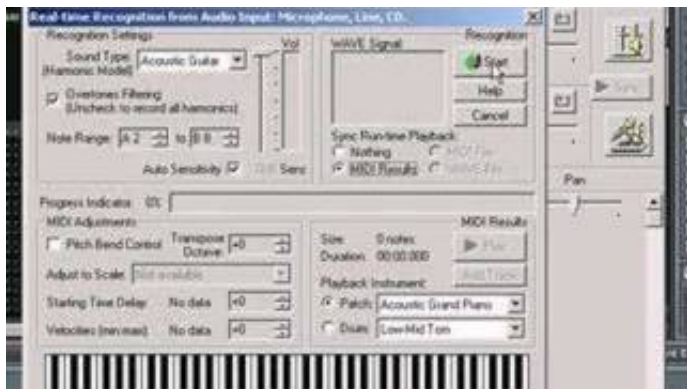 Real-time Recognition from Audio Input: Microphone, Line, CD.
Recognition Settings
Sound Type: Acoustic Guitar
(Harmonic Model)
Overtones Filtering
(Uncheck to record all harmonics)
Note Range: A 2 to B 8
Auto Sensitivity
Vol
Sens
WAVE Signal
Recognition
Start
Help
Cancel
Sync Run-time Playback:
Nothing
MIDI File
MIDI Results
WAVE File
Sync
Pan
Progress Indicator: 0%
MIDI Adjustments
Pitch Bend Control
Transpose Octave: +0
Adjust to Scale: Not available
Starting Time Delay: No data +0
Velocities (min:max) No data +0
MIDI Results
Size: 0 notes
Duration: 00:00:000
Play
Add Track
Playback Instrument:
Patch: Acoustic Grand Piano
Drum: Low-Mid Tom